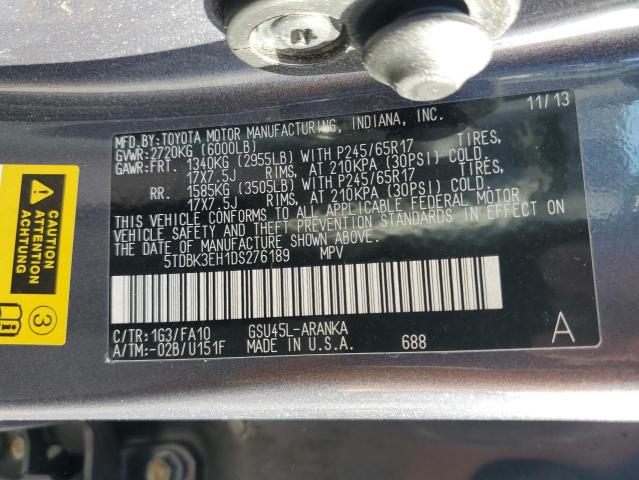 11/13
MFD.BY:TOYOTA MOTOR MANUFACTURING, INDIANA, INC.
GVWR:2720KG (6000LB)
GAWR:FRT. 1340KG (2955LB) WITH P245/65R17 TIRES,
17X7.5J RIMS, AT 210KPA (30PSI) COLD.
RR. 1585KG (3505LB) WITH P245/65R17 TIRES,
17X7.5J RIMS, AT 210KPA (30PSI) COLD.
THIS VEHICLE CONFORMS TO ALL APPLICABLE FEDERAL MOTOR
VEHICLE SAFETY AND THEFT PREVENTION STANDARDS IN EFFECT ON
THE DATE OF MANUFACTURE SHOWN ABOVE.
5TDBK3EH1DS276189 MPV
C/TR:1G3/FA10 GSU45L-ARANKA
A/TM:-02B/U151F MADE IN U.S.A. 688
A
ATTENTION
ACHTUNG
3